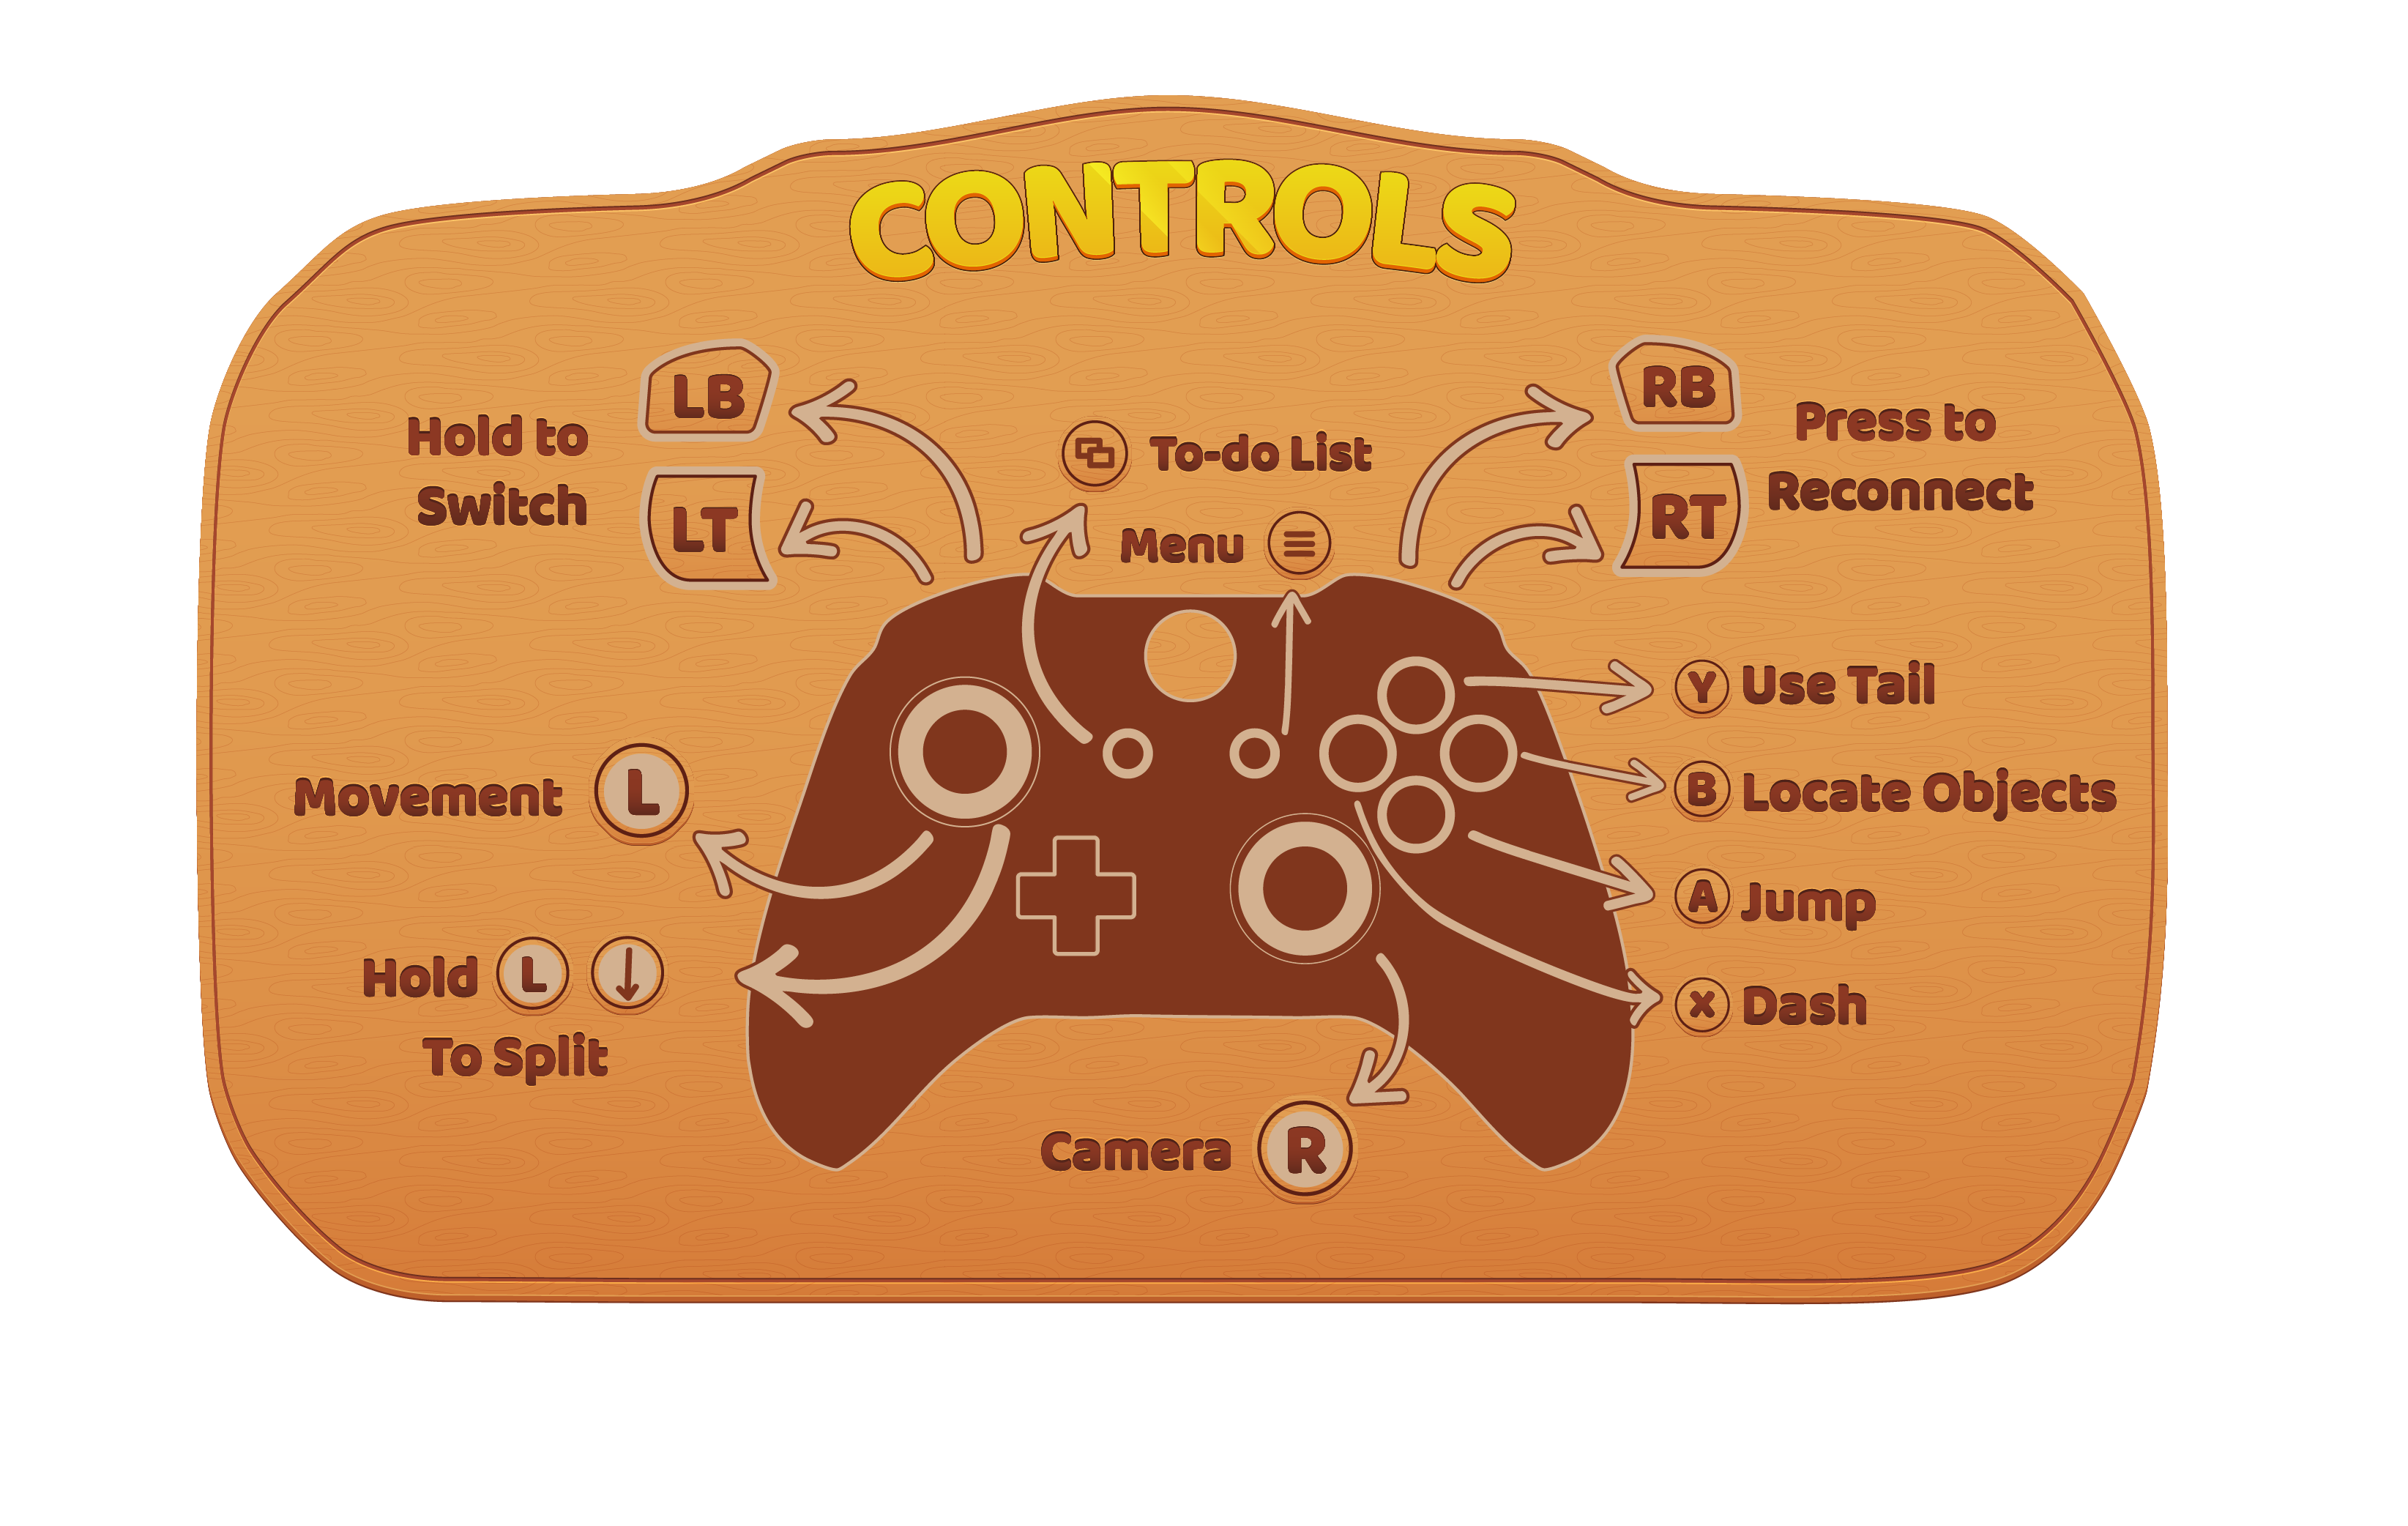 CONTROLS
LB
LT
Hold to
Switch
To-do List
Menu
RB
RT
Press to
Reconnect
Movement L
Hold L
To Split
Y Use Tail
B Locate Objects
A Jump
X Dash
Camera R